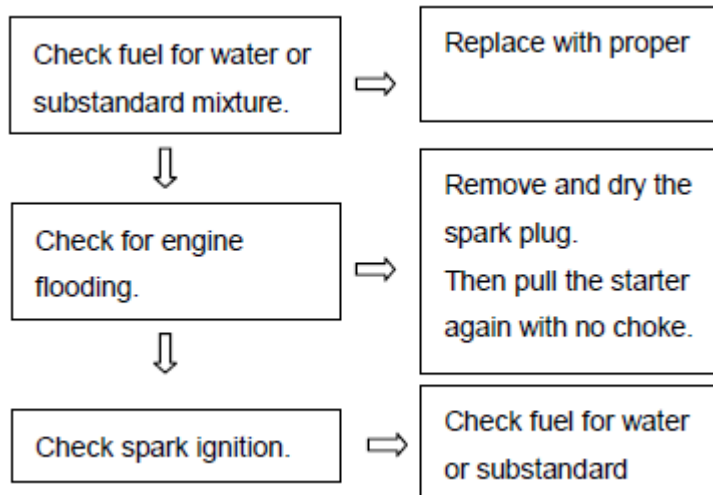 Check fuel for water or
substandard mixture.
Replace with proper
Check for engine
flooding.
Remove and dry the
spark plug.
Then pull the starter
again with no choke.
Check spark ignition.
Check fuel for water
or substandard